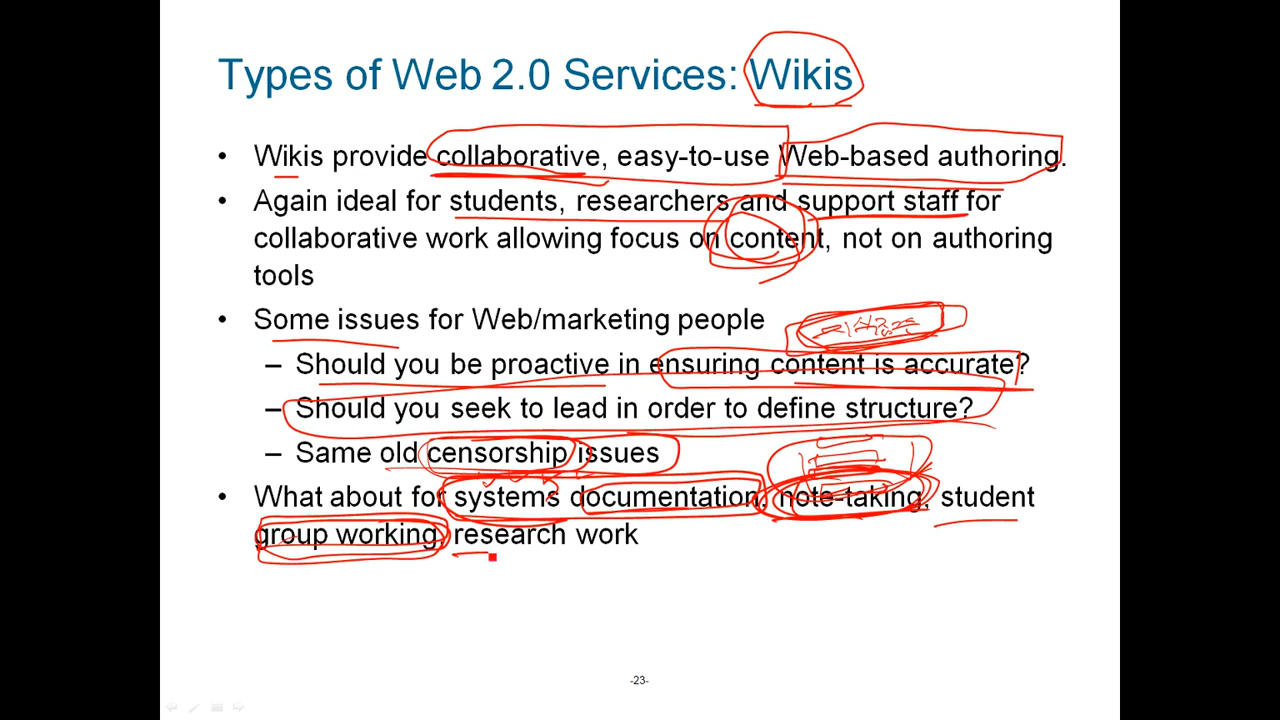 Types of Web 2.0 Services: Wikis
• Wikis provide collaborative, easy-to-use Web-based authoring.
• Again ideal for students, researchers and support staff for
collaborative work allowing focus on content, not on authoring
tools
• Some issues for Web/marketing people
– Should you be proactive in ensuring content is accurate?
– Should you seek to lead in order to define structure?
– Same old censorship issues
• What about for systems documentation, note-taking, student
group working, research work
-23-